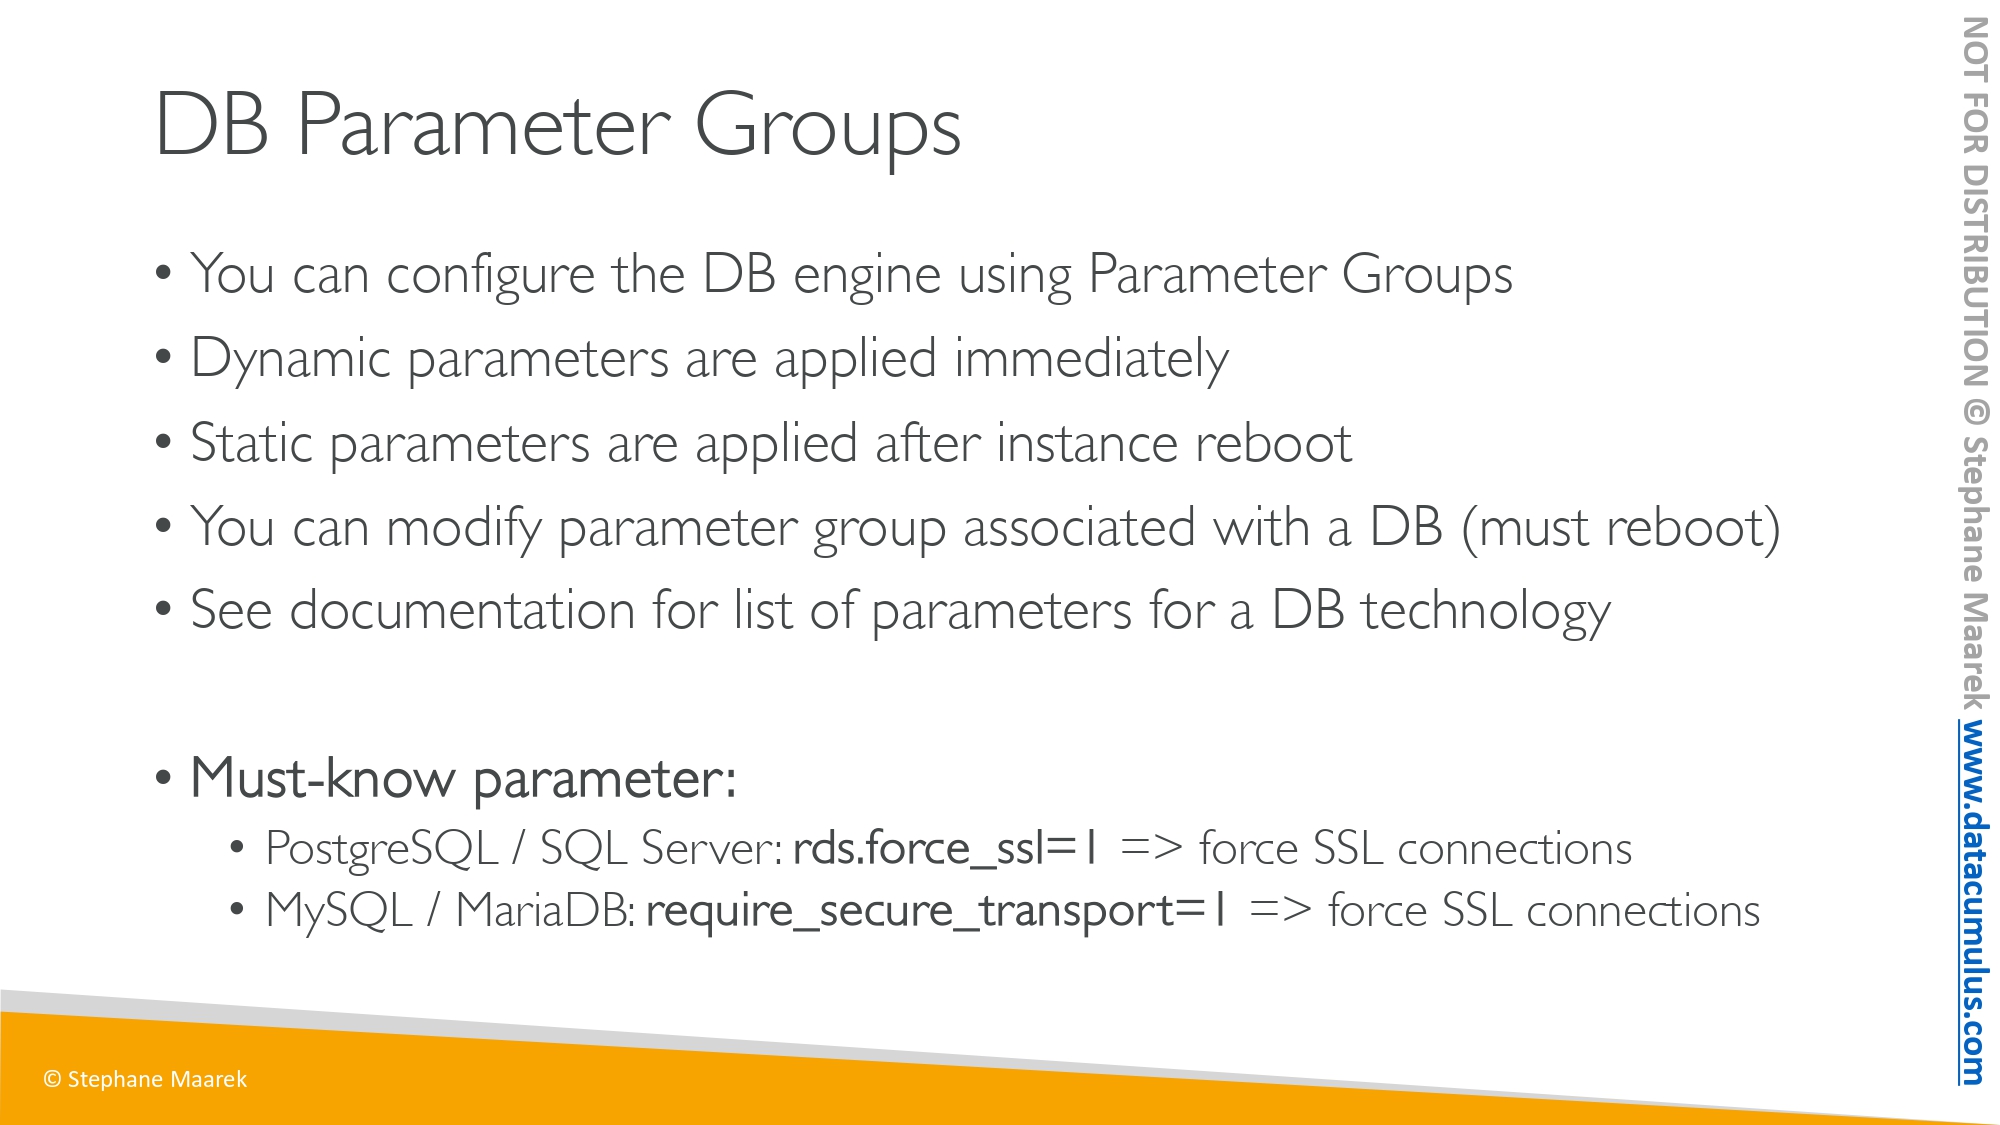 DB Parameter Groups
• You can configure the DB engine using Parameter Groups
• Dynamic parameters are applied immediately
• Static parameters are applied after instance reboot
• You can modify parameter group associated with a DB (must reboot)
• See documentation for list of parameters for a DB technology
• Must-know parameter:
• PostgreSQL / SQL Server: rds.force_ssl=1 => force SSL connections
• MySQL / MariaDB: require_secure_transport=1 => force SSL connections
© Stephane Maarek
NOT FOR DISTRIBUTION © Stephane Maarek www.datacumulus.com